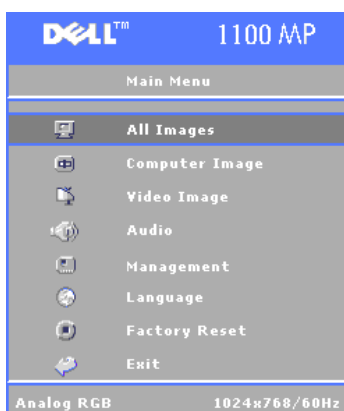 DELL™ 1100 MP
Main Menu
All Images
Computer Image
Video Image
Audio
Management
Language
Factory Reset
Exit
Analog RGB 1024x768/60Hz